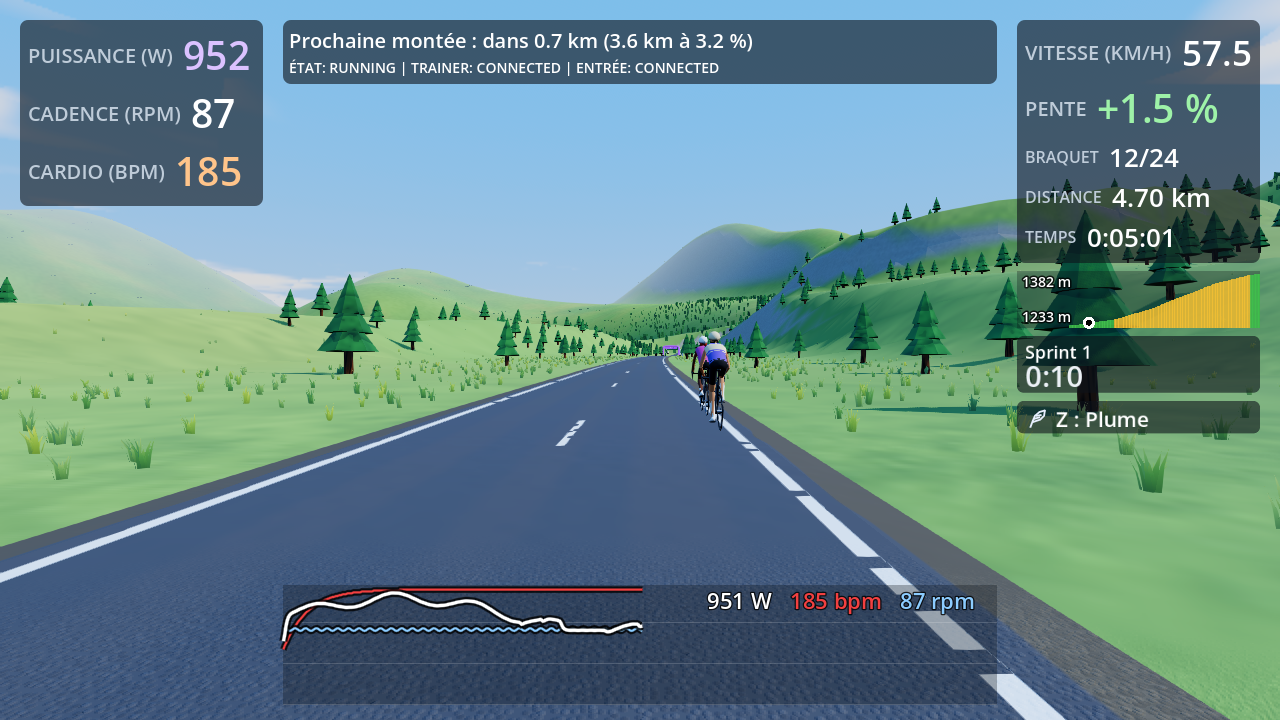 PUISSANCE (W) 952
CADENCE (RPM) 87
CARDIO (BPM) 185
Prochaine montée : dans 0.7 km (3.6 km à 3.2 %)
ÉTAT: RUNNING | TRAINER: CONNECTED | ENTRÉE: CONNECTED
VITESSE (KM/H) 57.5
PENTE +1.5 %
BRAQUET 12/24
DISTANCE 4.70 km
TEMPS 0:05:01
1382 m
1233 m
Sprint 1
0:10
Z : Plume
951 W 185 bpm 87 rpm